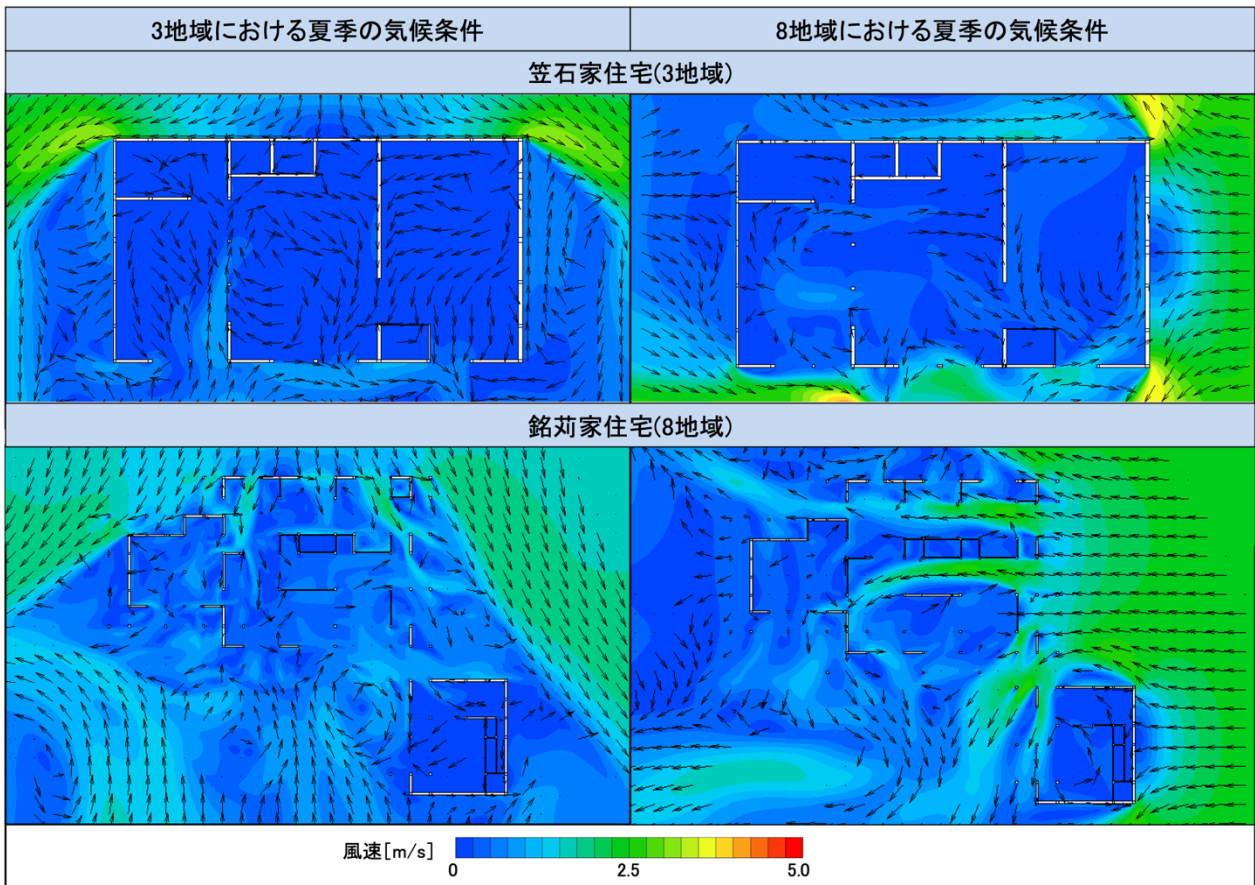 3地域における夏季の気候条件
8地域における夏季の気候条件
笠石家住宅(3地域)
銘苅家住宅(8地域)
風速[m/s]
0
2.5
5.0